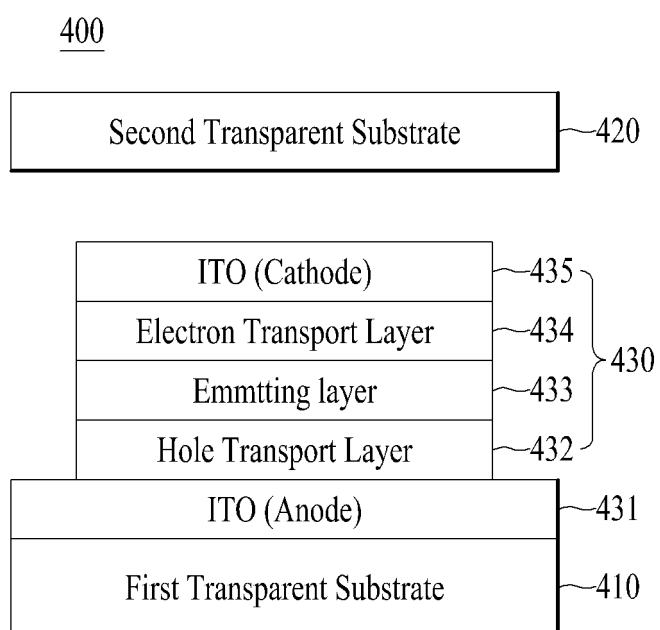 400
Second Transparent Substrate 420
ITO (Cathode) 435
Electron Transport Layer 434
430
Emmtting layer 433
Hole Transport Layer 432
ITO (Anode) 431
First Transparent Substrate 410